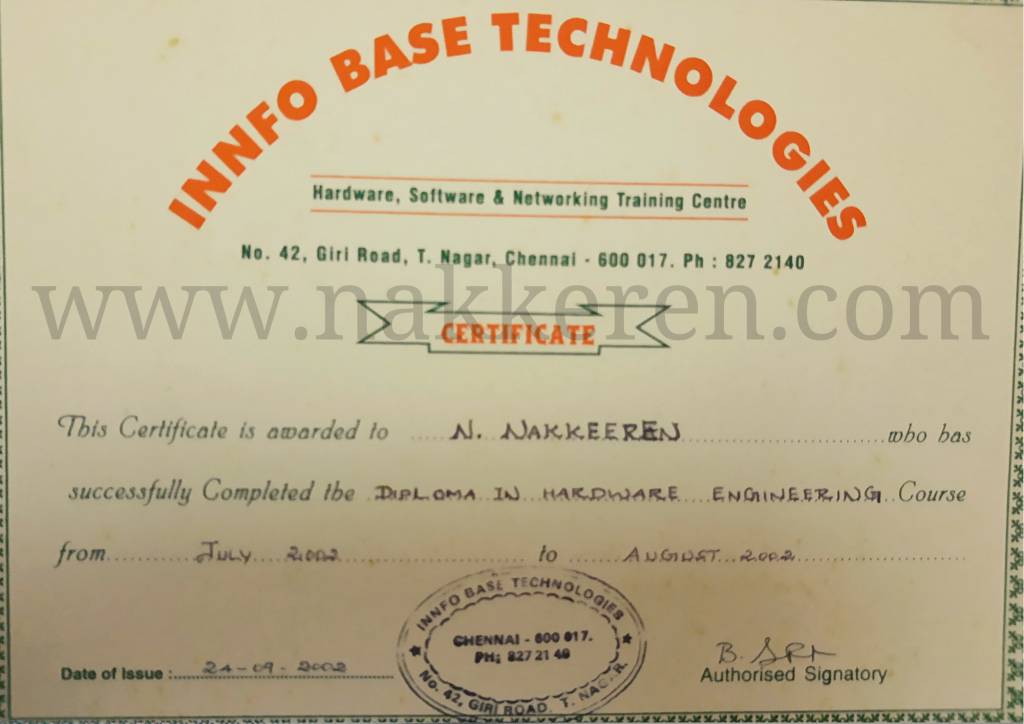 INNFO BASE TECHNOLOGIES
Hardware, Software & Networking Training Centre
No. 42, Giri Road, T. Nagar, Chennai - 600 017. Ph : 827 2140
www.nakkeren.com
CERTIFICATE
This Certificate is awarded to N. NAKKEEREN who has
successfully Completed the DIPLOMA IN HARDWARE ENGINEERING Course
from JULY 2002 to AUGUST 2002
INNFO BASE TECHNOLOGIES
CHENNAI - 600 017.
PH: 827 21 40
NO. 42, GIRI ROAD, T. NAGAR.
Date of Issue : 24-09-2002
B. SRI
Authorised Signatory